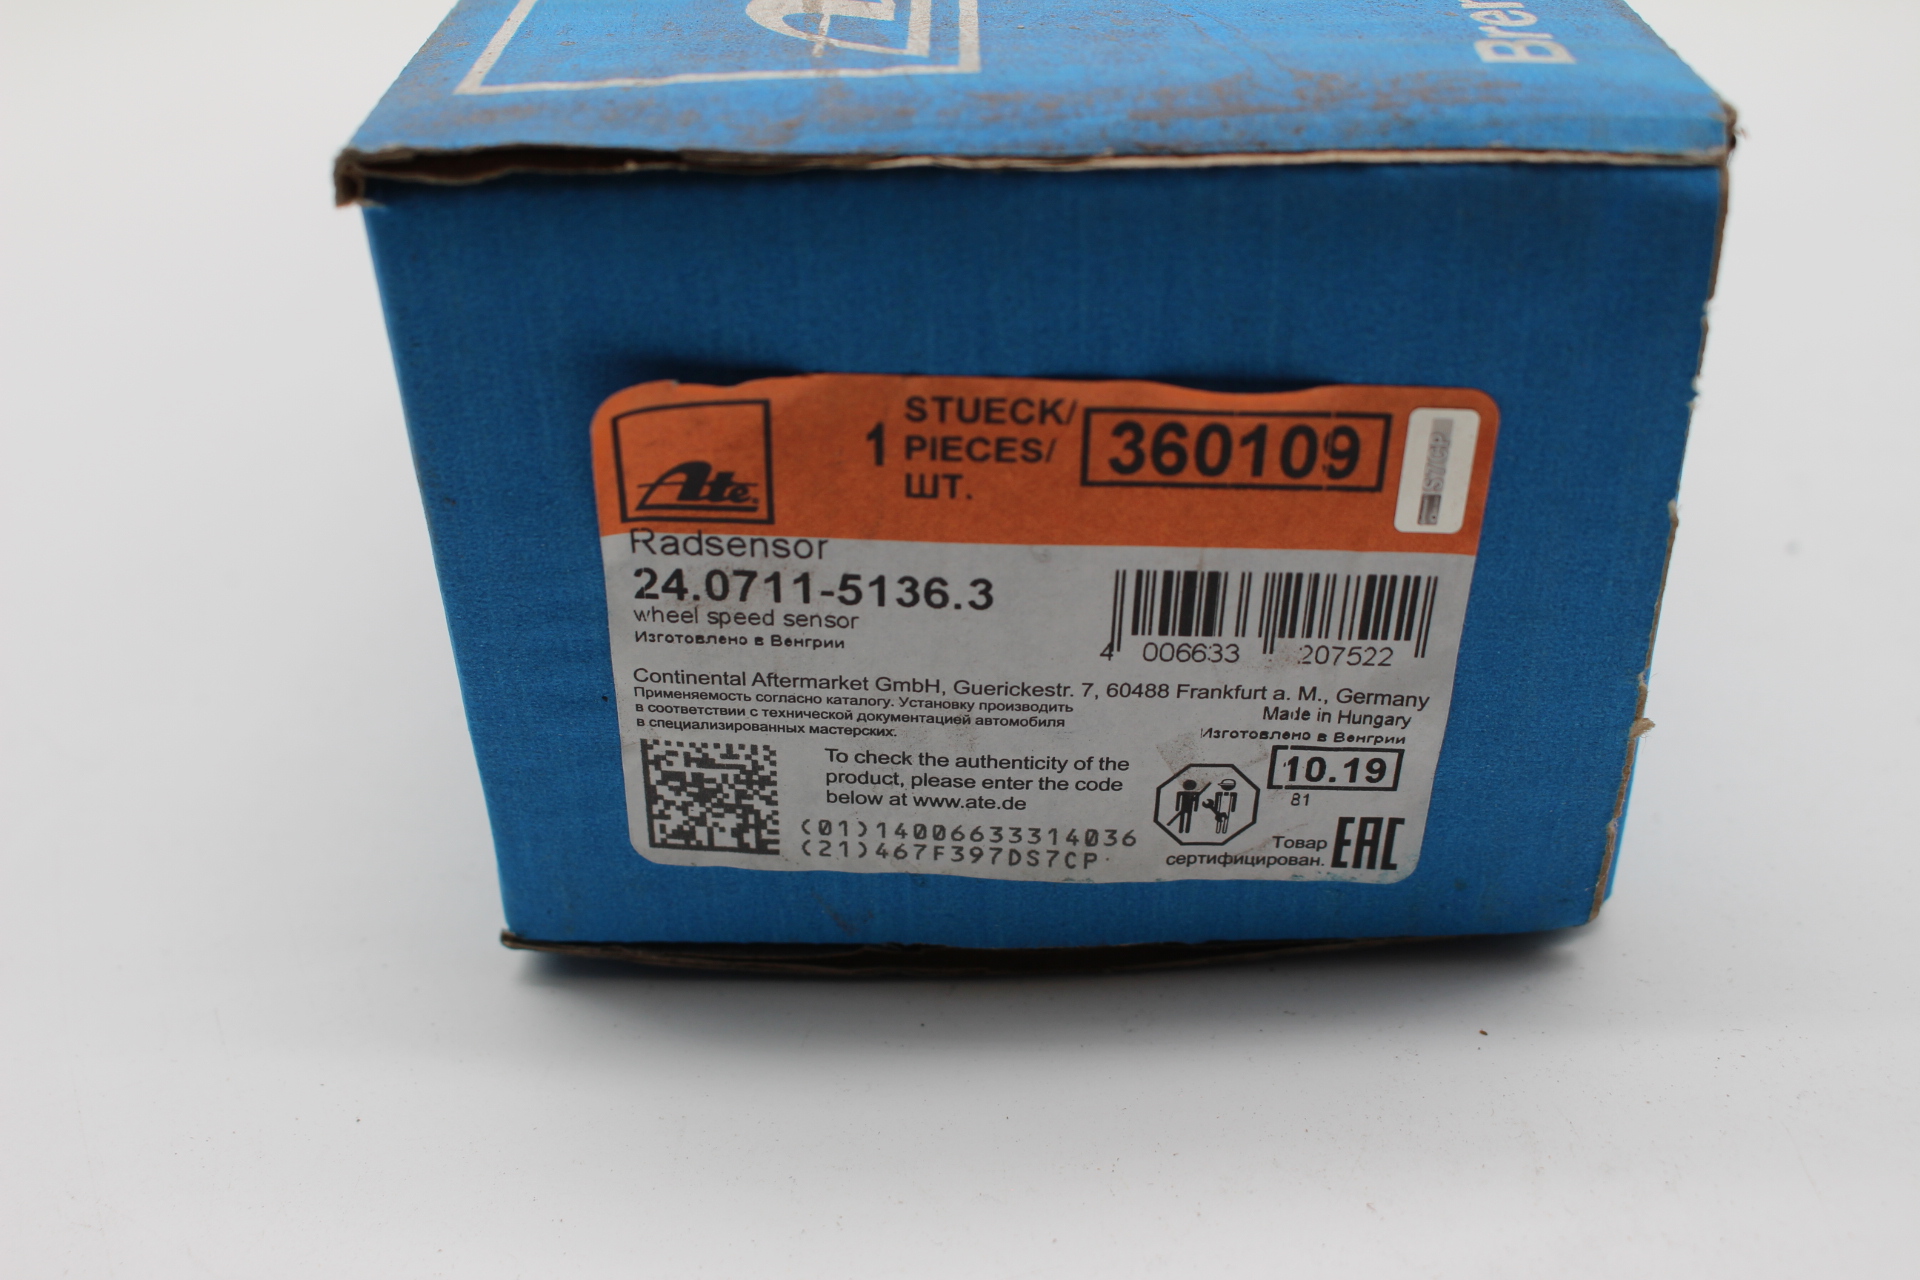 Ate
Brer
1 STUECK/
PIECES/
ШТ.
360109
Ate®
Radsensor
24.0711-5136.3
wheel speed sensor
Изготовлено в Венгрии
4 006633 207522
Continental Aftermarket GmbH, Guerickestr. 7, 60488 Frankfurt a. M., Germany
Применяемость согласно каталогу. Установку производить
в соответствии с технической документацией автомобиля
в специализированных мастерских.
Made in Hungary
Изготовлено в Венгрии
10.19
81
To check the authenticity of the
product, please enter the code
below at www.ate.de
(01)14006633314036
(21)467F397DS7CP
Товар
сертифицирован.
EAC